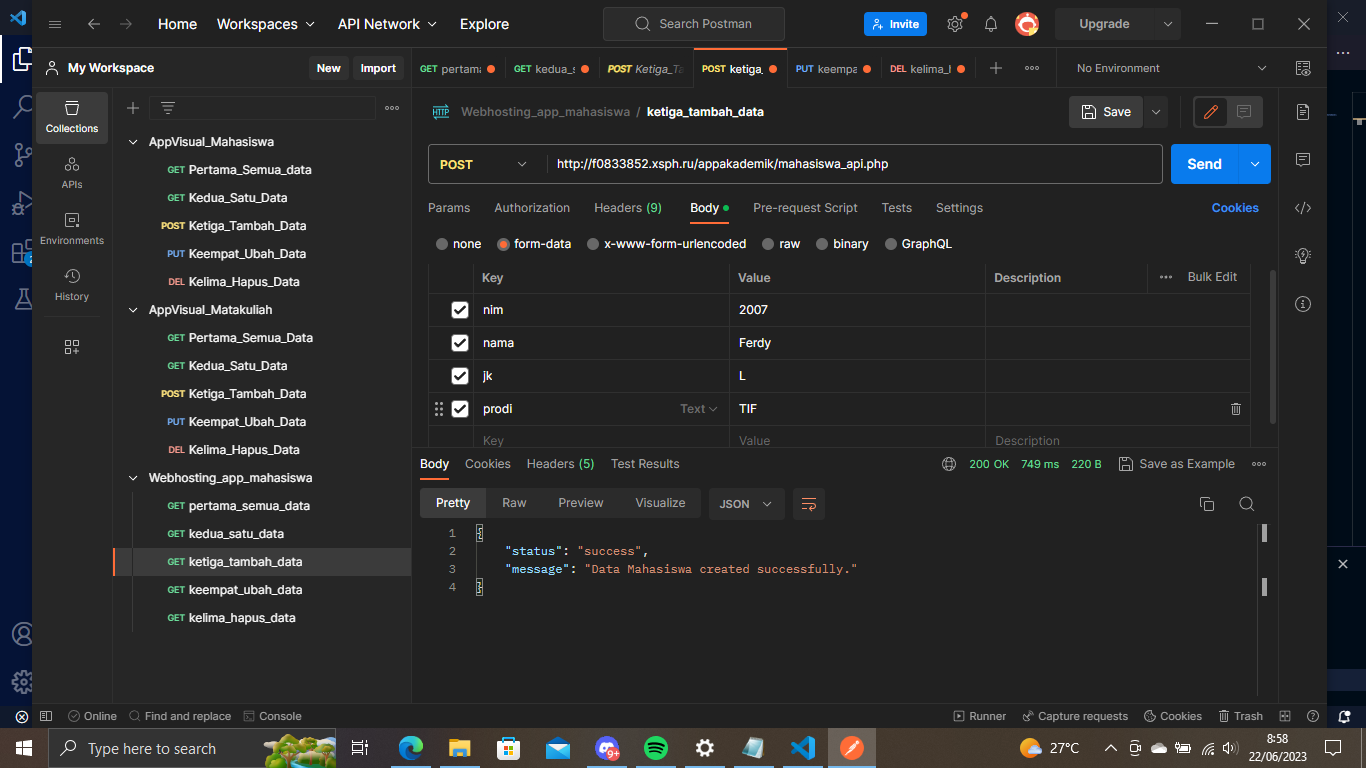 Home Workspaces API Network Explore Search Postman Invite Upgrade
My Workspace New Import GET pertama GET kedua_s POST Ketiga_Ta POST ketiga_ PUT keempa DEL kelima_h No Environment
Collections
APIs
Environments
History
AppVisual_Mahasiswa
GET Pertama_Semua_data
GET Kedua_Satu_Data
POST Ketiga_Tambah_Data
PUT Keempat_Ubah_Data
DEL Kelima_Hapus_Data
AppVisual_Matakuliah
GET Pertama_Semua_Data
GET Kedua_Satu_Data
POST Ketiga_Tambah_Data
PUT Keempat_Ubah_Data
DEL Kelima_Hapus_Data
Webhosting_app_mahasiswa
GET pertama_semua_data
GET kedua_satu_data
GET ketiga_tambah_data
GET keempat_ubah_data
GET kelima_hapus_data
HTTP Webhosting_app_mahasiswa / ketiga_tambah_data Save
POST http://f0833852.xsph.ru/appakademik/mahasiswa_api.php Send
Params Authorization Headers (9) Body Pre-request Script Tests Settings Cookies
none form-data x-www-form-urlencoded raw binary GraphQL
Key Value Description Bulk Edit
nim 2007
nama Ferdy
jk L
prodi Text TIF
Key Value Description
Body Cookies Headers (5) Test Results 200 OK 749 ms 220 B Save as Example
Pretty Raw Preview Visualize JSON
1 {
2 "status": "success",
3 "message": "Data Mahasiswa created successfully."
4 }
Online Find and replace Console Runner Capture requests Cookies Trash
Type here to search 9+ 27°C 8:58
22/06/2023